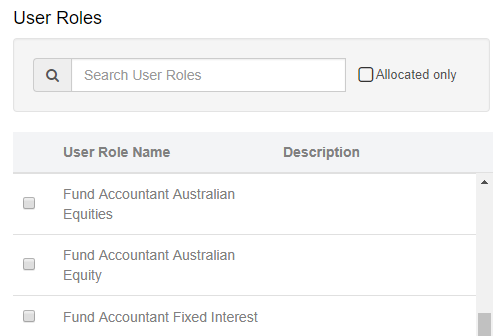 User Roles
Search User Roles
Allocated only
User Role Name Description
Fund Accountant Australian
Equities
Fund Accountant Australian
Equity
Fund Accountant Fixed Interest